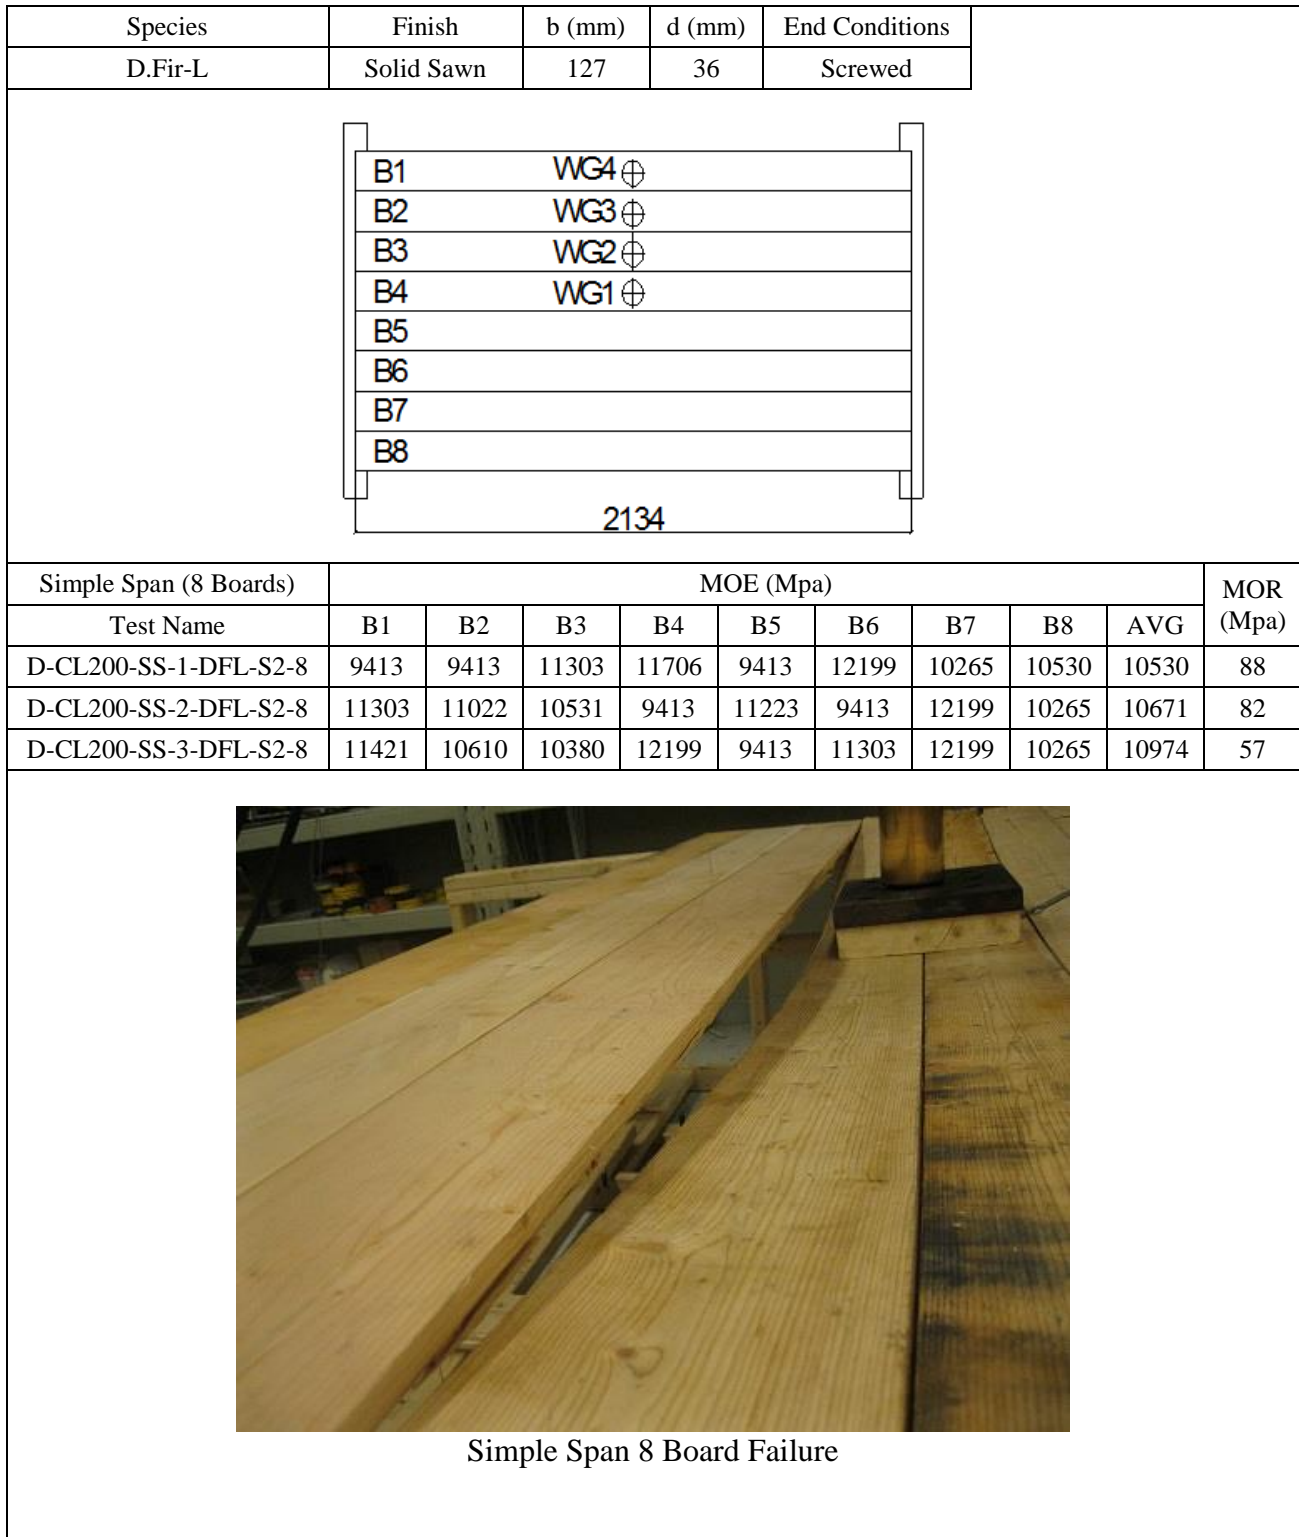 Species Finish b (mm) d (mm) End Conditions
D.Fir-L Solid Sawn 127 36 Screwed
B1 WG4
B2 WG3
B3 WG2
B4 WG1
B5
B6
B7
B8
2134
Simple Span (8 Boards) MOE (Mpa) MOR (Mpa)
Test Name B1 B2 B3 B4 B5 B6 B7 B8 AVG
D-CL200-SS-1-DFL-S2-8 9413 9413 11303 11706 9413 12199 10265 10530 10530 88
D-CL200-SS-2-DFL-S2-8 11303 11022 10531 9413 11223 9413 12199 10265 10671 82
D-CL200-SS-3-DFL-S2-8 11421 10610 10380 12199 9413 11303 12199 10265 10974 57
Simple Span 8 Board Failure